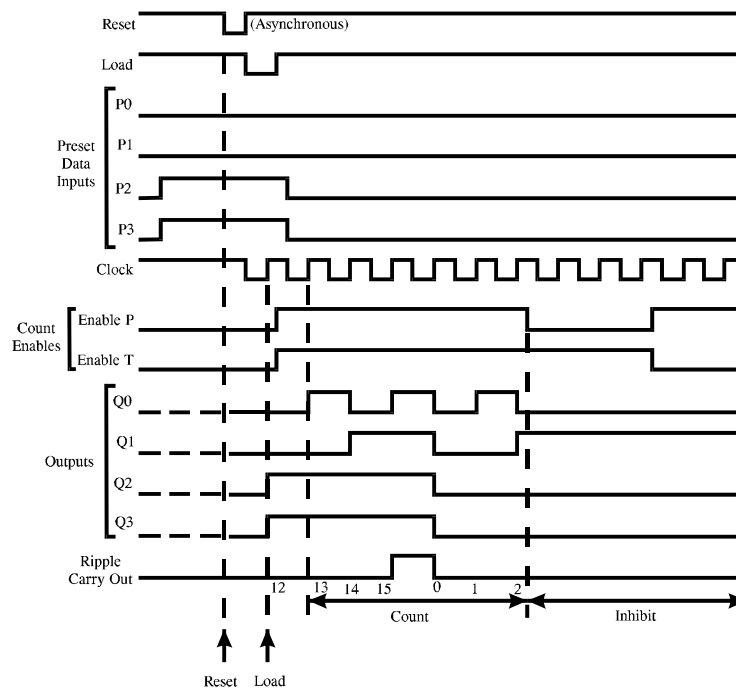 Reset
(Asynchronous)
Load
P0
P1
Preset
Data
Inputs
P2
P3
Clock
Enable P
Count
Enables
Enable T
Q0
Q1
Outputs
Q2
Q3
Ripple
Carry Out
12 13 14 15 0 1 2
Count
Inhibit
Reset Load